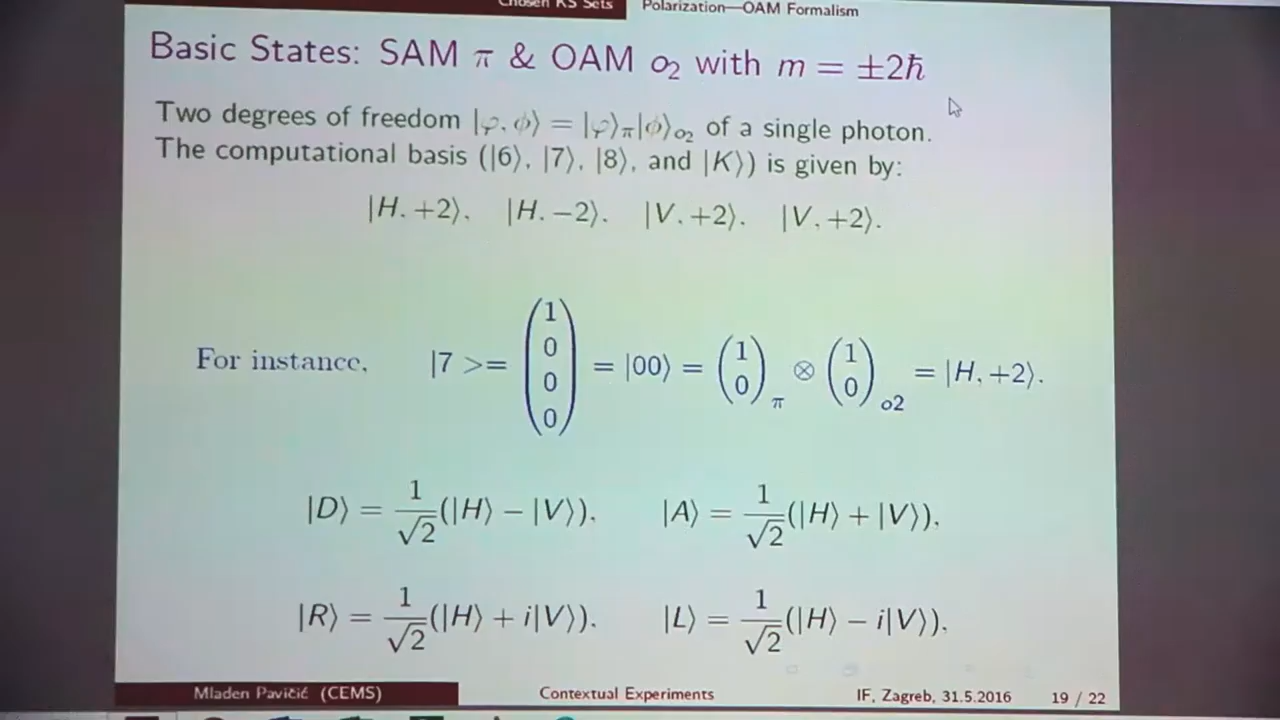 Chosen KS Sets
Polarization—OAM Formalism
Basic States: SAM π & OAM o₂ with m = ±2ℏ
Two degrees of freedom |φ, ϕ⟩ = |φ⟩π|ϕ⟩o₂ of a single photon.
The computational basis (|6⟩, |7⟩, |8⟩, and |K⟩) is given by:
|H, +2⟩, |H, −2⟩, |V, +2⟩, |V, +2⟩.
For instance, |7 >= (1 0 0 0) = |00⟩ = (1 0)π ⊗ (1 0)o2 = |H, +2⟩.
|D⟩ = 1/√2(|H⟩ − |V⟩), |A⟩ = 1/√2(|H⟩ + |V⟩),
|R⟩ = 1/√2(|H⟩ + i|V⟩), |L⟩ = 1/√2(|H⟩ − i|V⟩),
Mladen Pavičić (CEMS) Contextual Experiments IF, Zagreb, 31.5.2016 19 / 22